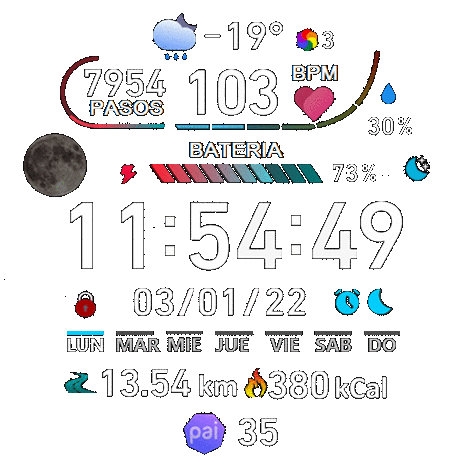 -19° 3
7954 103 BPM
PASOS
30%
BATERIA
73%
11:54:49
03/01/22
LUN MAR MIE JUE VIE SAB DO
13.54 km 380 kCal
pai 35